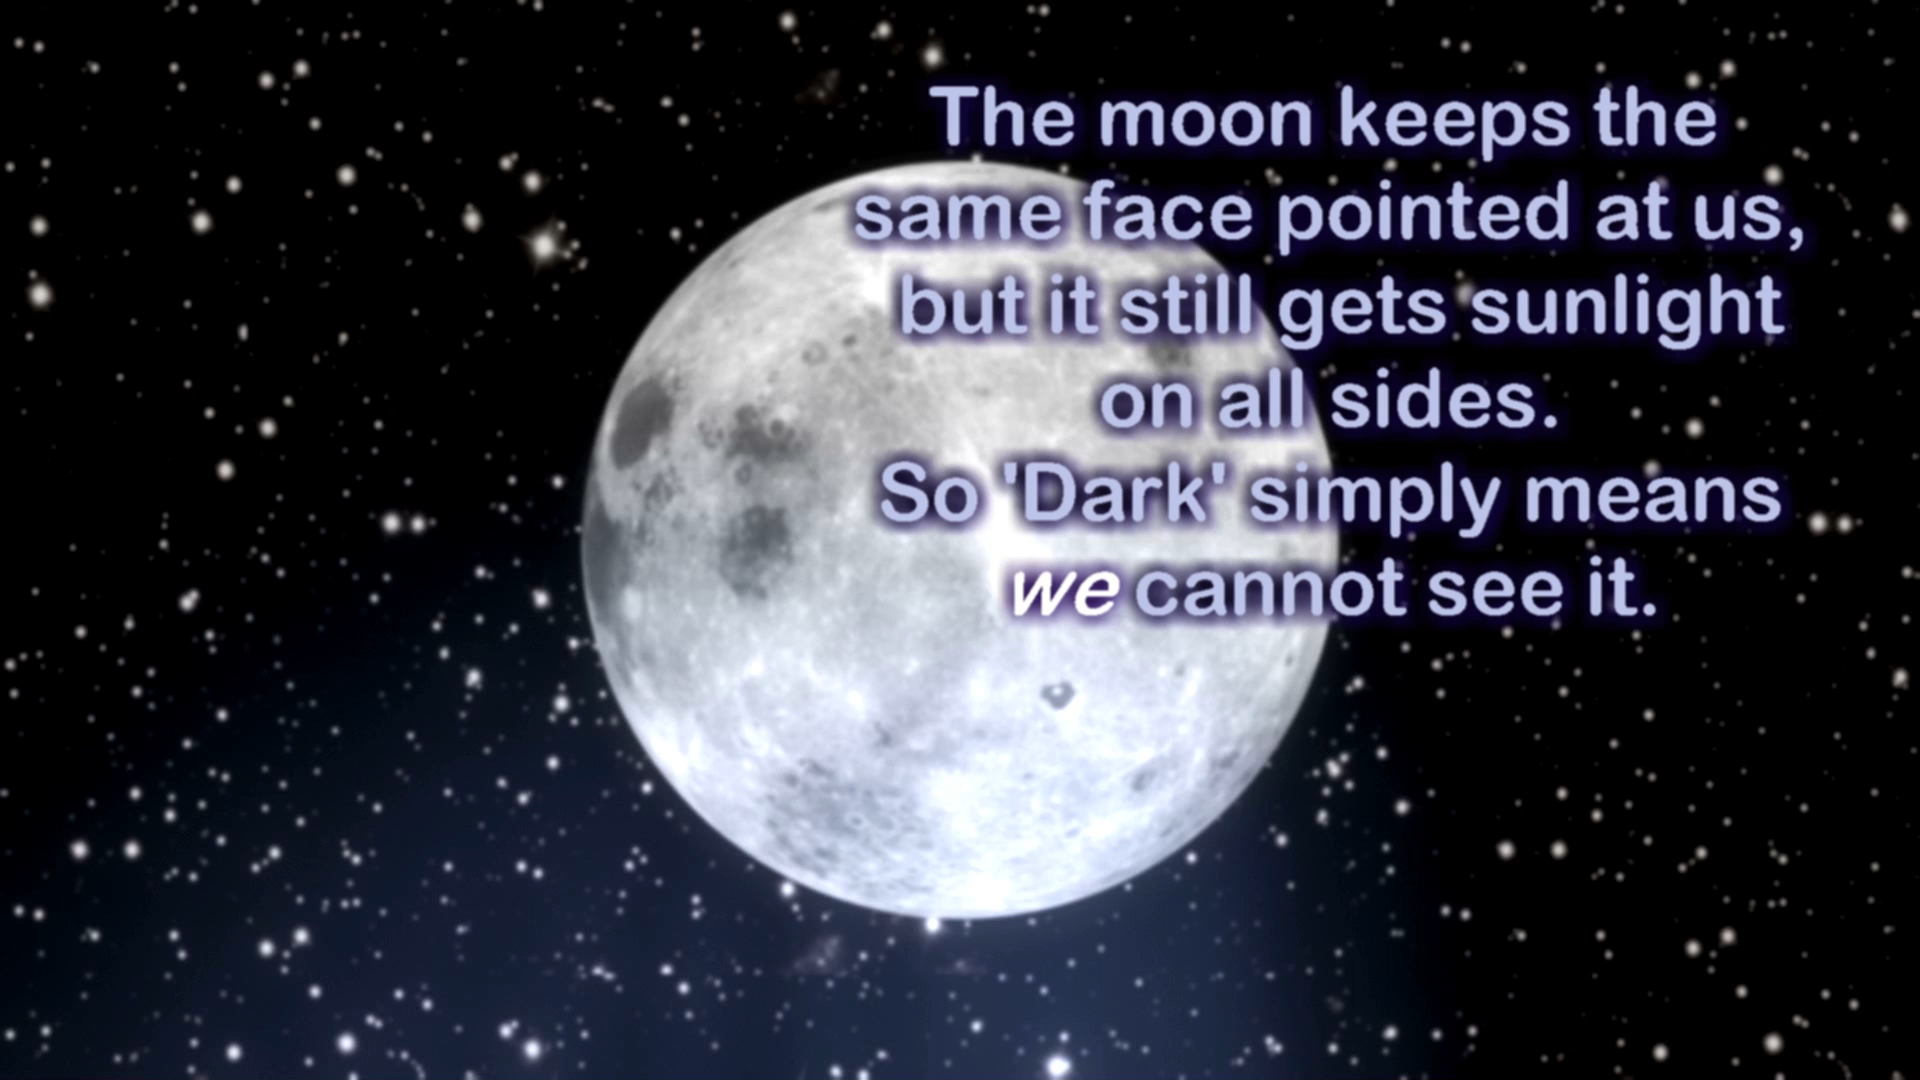 The moon keeps the
same face pointed at us,
but it still gets sunlight
on all sides.
So 'Dark' simply means
we cannot see it.